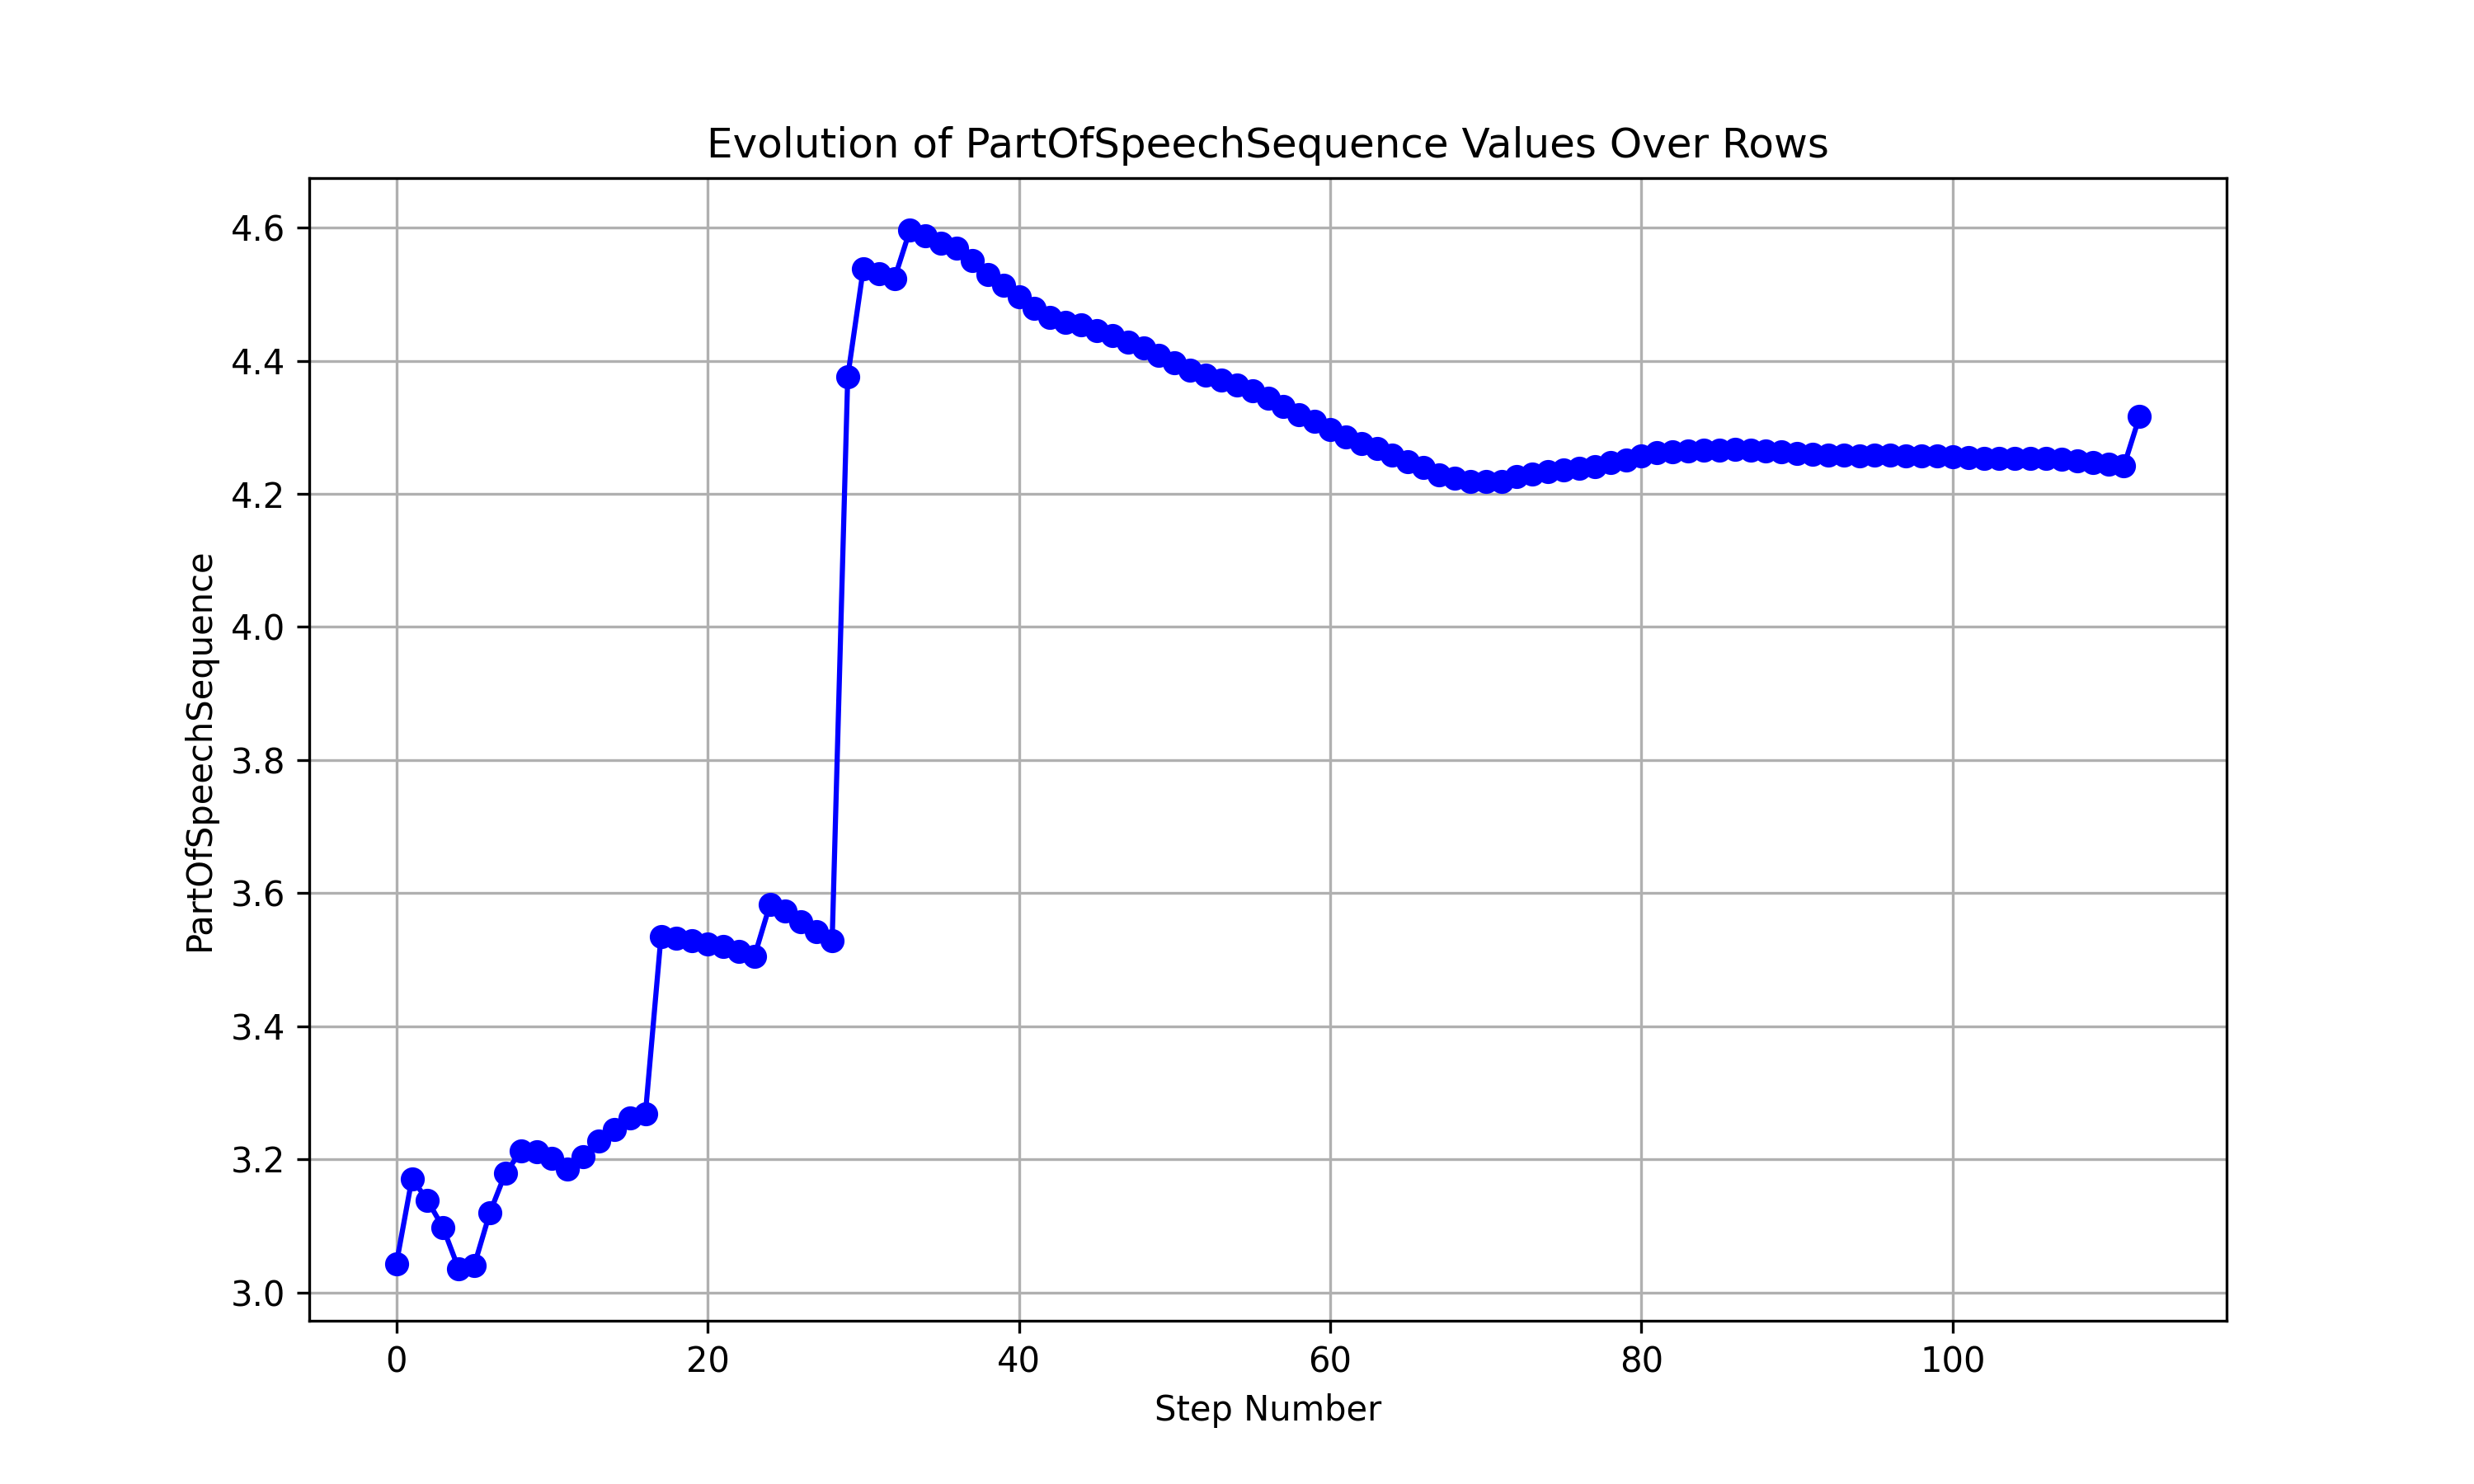 Evolution of PartOfSpeechSequence Values Over Rows
PartOfSpeechSequence
4.6
4.4
4.2
4.0
3.8
3.6
3.4
3.2
3.0
0 20 40 60 80 100
Step Number